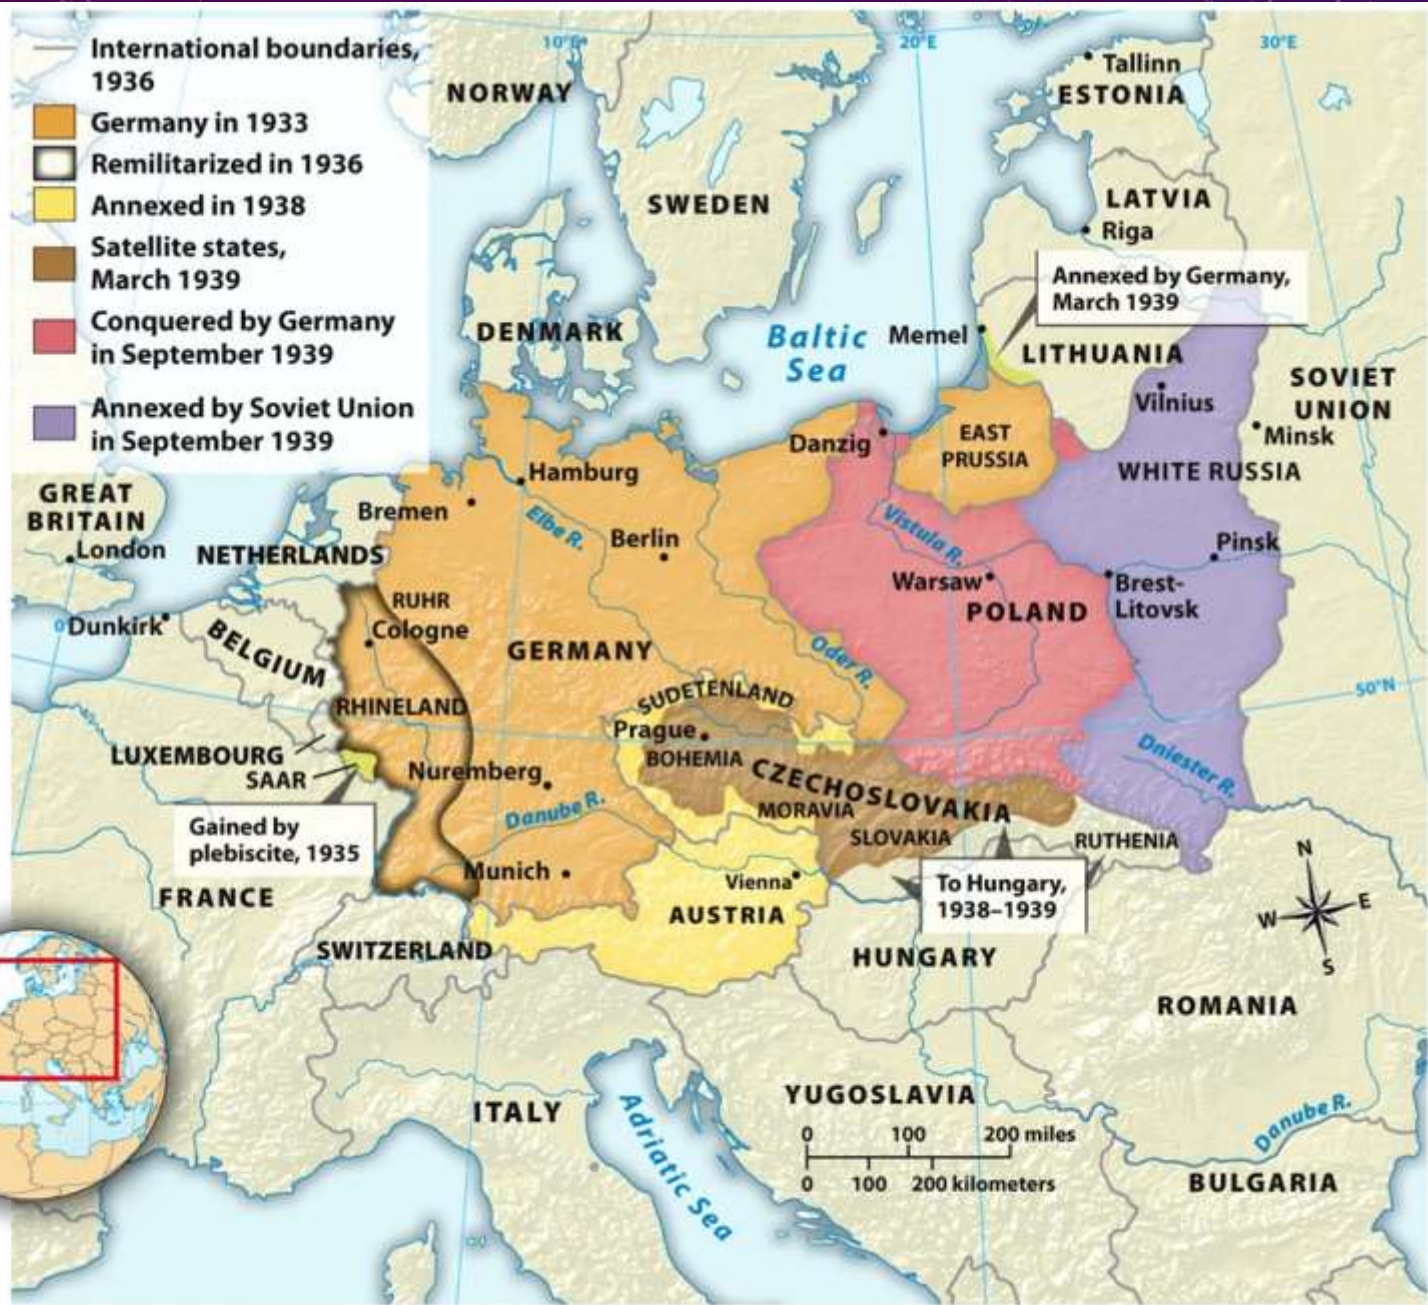 International boundaries,
1936
Germany in 1933
Remilitarized in 1936
Annexed in 1938
Satellite states,
March 1939
Conquered by Germany
in September 1939
Annexed by Soviet Union
in September 1939
10°E
20°E
30°E
NORWAY
Tallinn
ESTONIA
SWEDEN
LATVIA
Riga
Annexed by Germany,
March 1939
DENMARK
Baltic
Sea
Memel
LITHUANIA
SOVIET
UNION
Vilnius
Minsk
Danzig
EAST
PRUSSIA
WHITE RUSSIA
Hamburg
GREAT
BRITAIN
London
Bremen
Elbe R.
Berlin
Vistula R.
Pinsk
NETHERLANDS
Warsaw
Brest-
Litovsk
POLAND
RUHR
Cologne
0°
Dunkirk
BELGIUM
GERMANY
Oder R.
50°N
SUDETENLAND
RHINELAND
Prague
BOHEMIA
LUXEMBOURG
SAAR
Nuremberg
CZECHOSLOVAKIA
Dniester R.
Danube R.
MORAVIA
SLOVAKIA
RUTHENIA
Gained by
plebiscite, 1935
Munich
Vienna
To Hungary,
1938–1939
N
E
W
S
FRANCE
AUSTRIA
SWITZERLAND
HUNGARY
ROMANIA
YUGOSLAVIA
ITALY
Adriatic Sea
0 100 200 miles
0 100 200 kilometers
Danube R.
BULGARIA